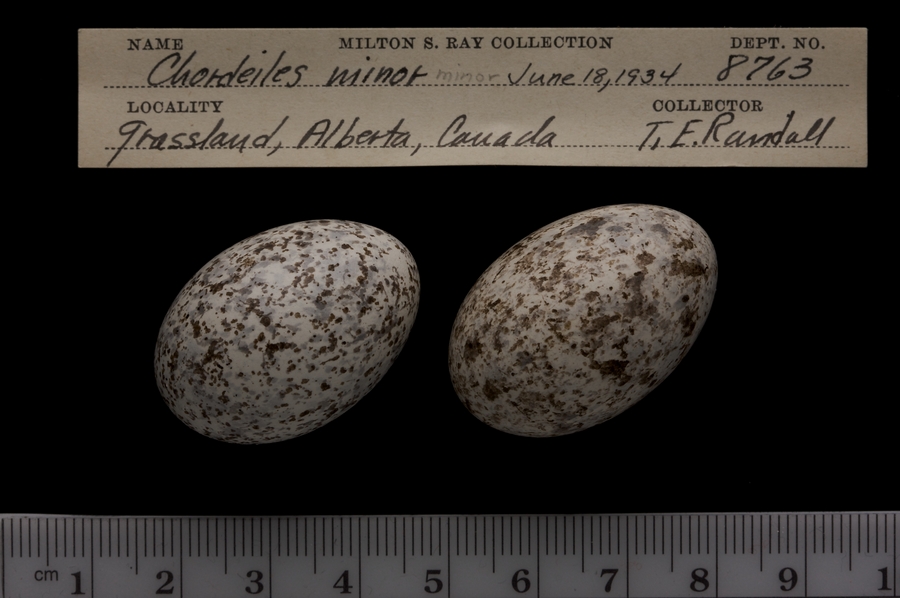 NAME MILTON S. RAY COLLECTION DEPT. NO.
Chordeiles minor minor June 18, 1934 8763
LOCALITY COLLECTOR
Grassland, Alberta, Canada T. E. Randall
cm 1 2 3 4 5 6 7 8 9 1